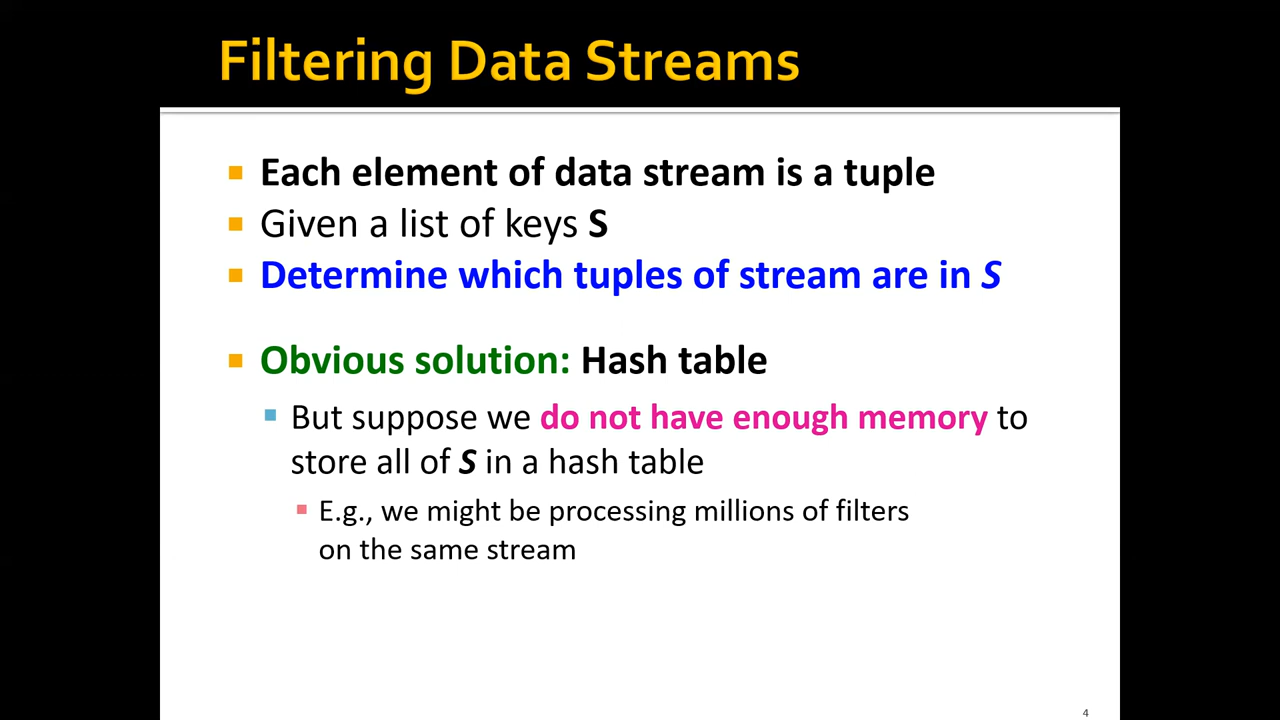 Filtering Data Streams
Each element of data stream is a tuple
Given a list of keys S
Determine which tuples of stream are in S
Obvious solution: Hash table
But suppose we do not have enough memory to
store all of S in a hash table
E.g., we might be processing millions of filters
on the same stream
4